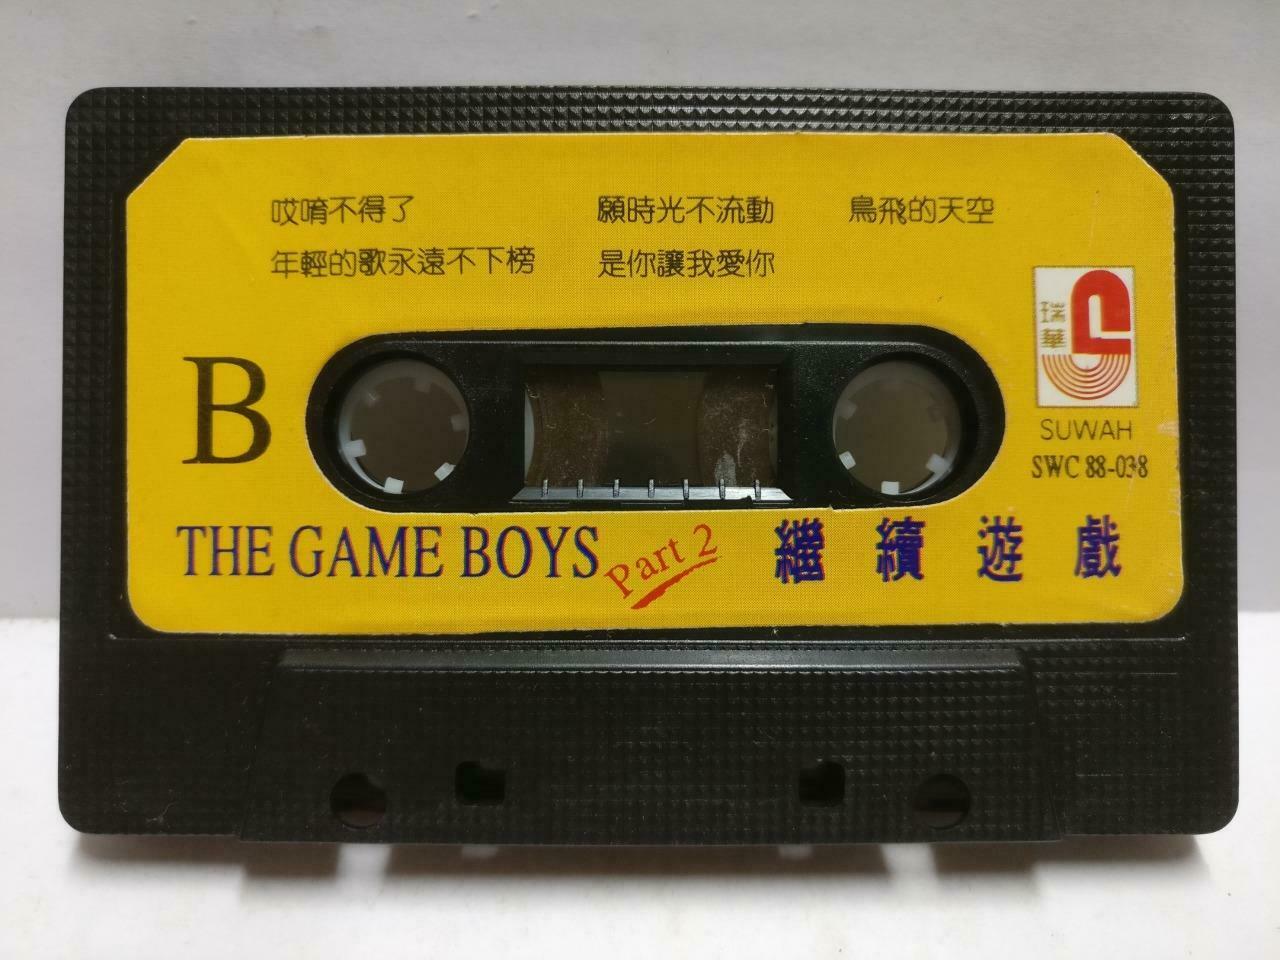 哎唷不得了 願時光不流動 鳥飛的天空
年輕的歌永遠不下榜 是你讓我愛你
瑞華
B
SUWAH
SWC 88-038
THE GAME BOYS Part 2 繼續遊戲